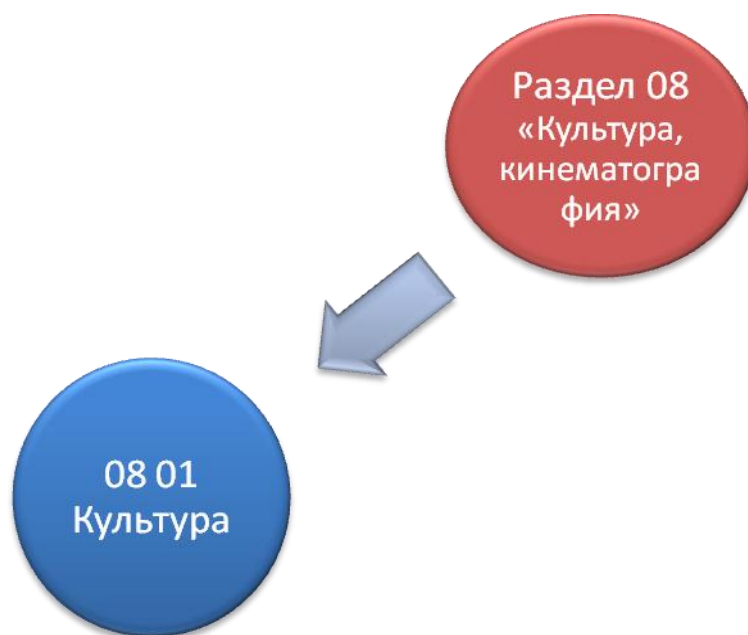 Раздел 08
«Культура,
кинематогра
фия»
08 01
Культура